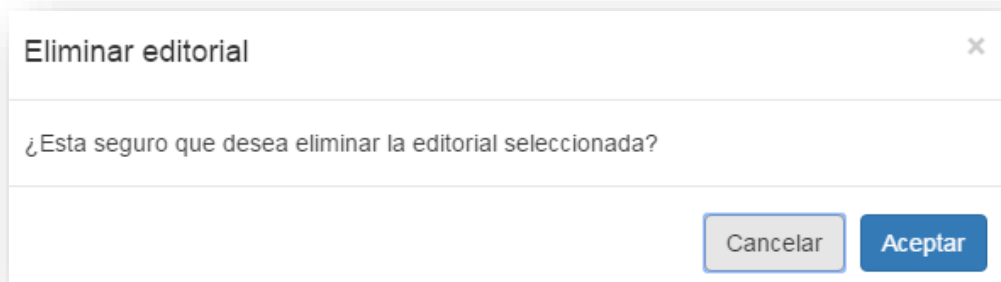 Eliminar editorial
×
¿Esta seguro que desea eliminar la editorial seleccionada?
Cancelar Aceptar